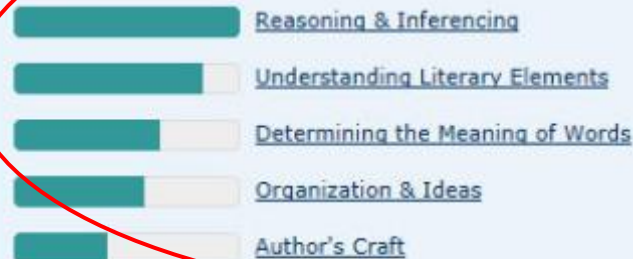 Reasoning & Inferencing
Understanding Literary Elements
Determining the Meaning of Words
Organization & Ideas
Author's Craft